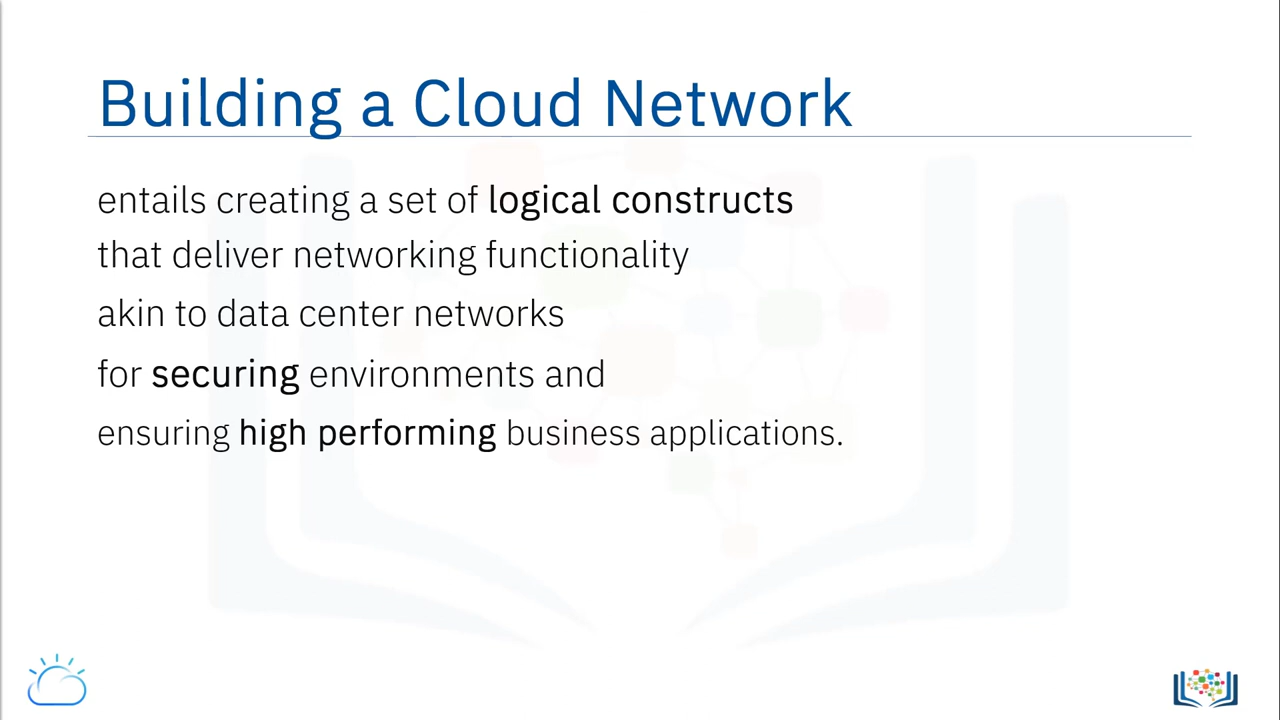 Building a Cloud Network
entails creating a set of logical constructs
that deliver networking functionality
akin to data center networks
for securing environments and
ensuring high performing business applications.